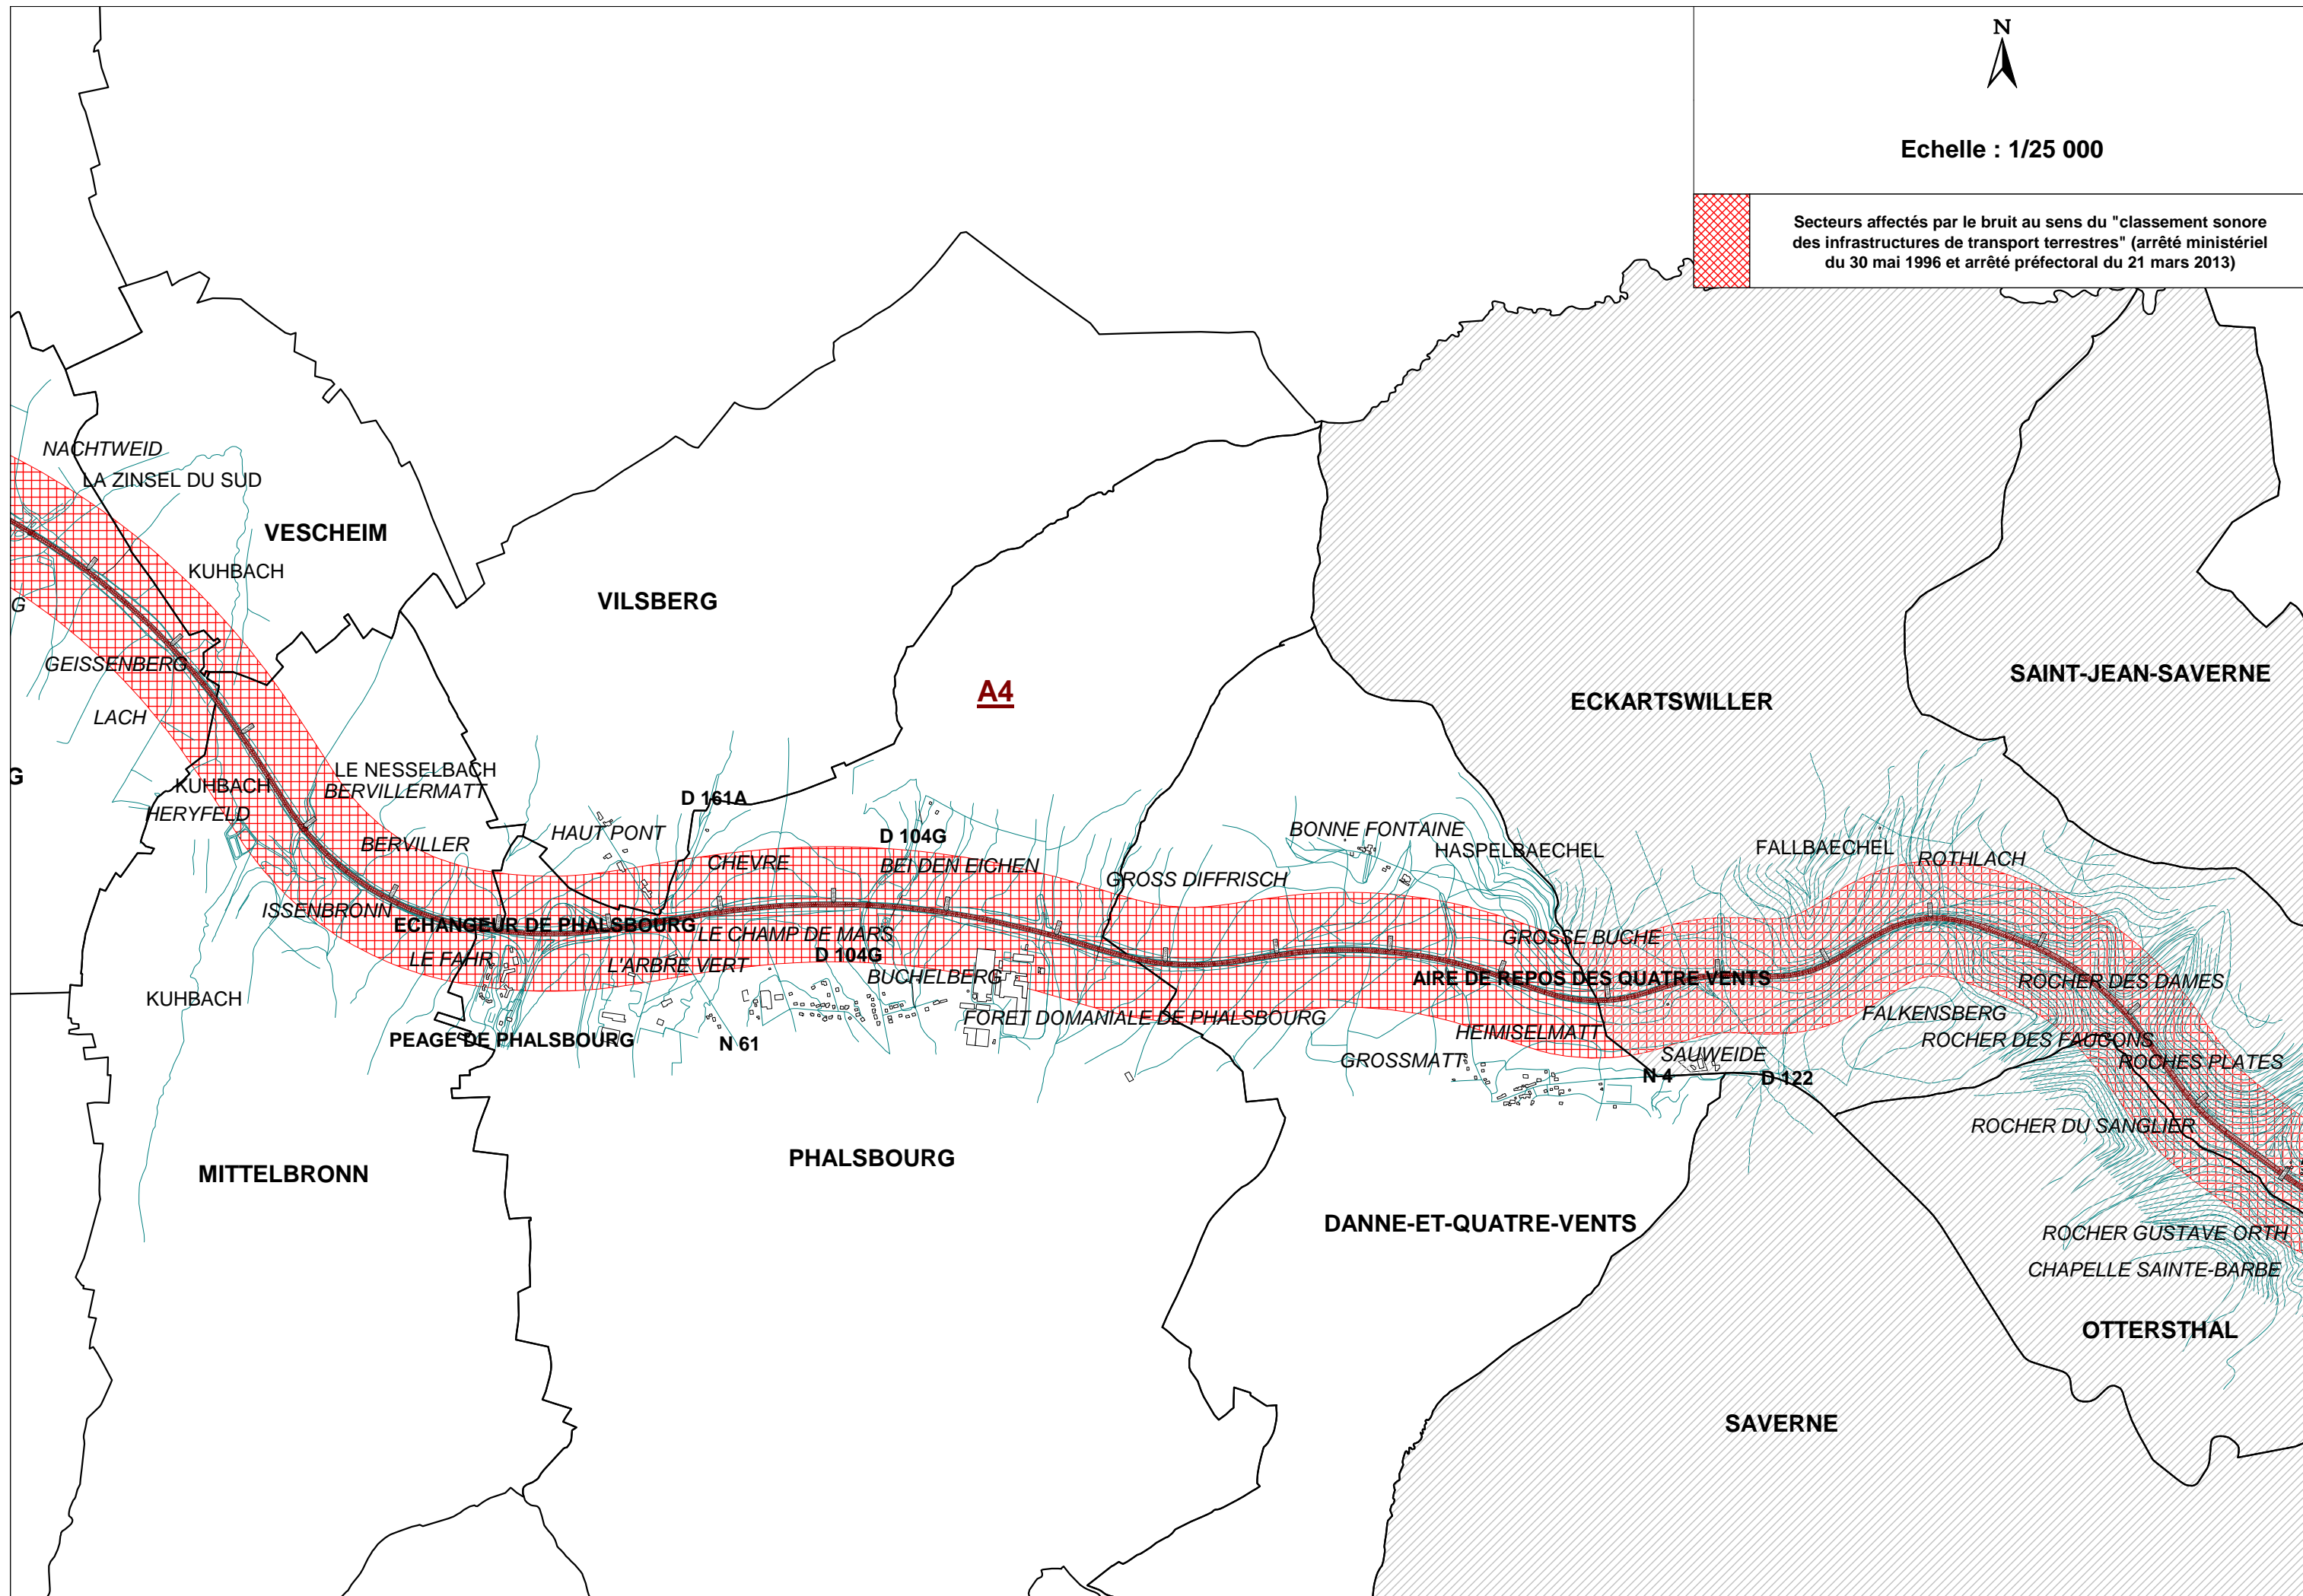 N
Echelle : 1/25 000
Secteurs affectés par le bruit au sens du "classement sonore
des infrastructures de transport terrestres" (arrêté ministériel
du 30 mai 1996 et arrêté préfectoral du 21 mars 2013)
NACHTWEID
LA ZINSEL DU SUD
VESCHEIM
KUHBACH
VILSBERG
G
GEISSENBERG
SAINT-JEAN-SAVERNE
A4
ECKARTSWILLER
LACH
G
LE NESSELBACH
KUHBACH
BERVILLERMATT
D 161A
HERYFELD
HAUT PONT
D 104G
BONNE FONTAINE
BERVILLER
HASPELBAECHEL
FALLBAECHEL
CHEVRE
BEI DEN EICHEN
ROTHLACH
GROSS DIFFRISCH
ISSENBRONN
ECHANGEUR DE PHALSBOURG
LE CHAMP DE MARS
GROSSE BUCHE
LE FAHR
L'ARBRE VERT
D 104G
BUCHELBERG
AIRE DE REPOS DES QUATRE-VENTS
ROCHER DES DAMES
KUHBACH
FORET DOMANIALE DE PHALSBOURG
FALKENSBERG
HEIMISELMATT
PEAGE DE PHALSBOURG
N 61
ROCHER DES FAUCONS
GROSSMATT
SAUWEIDE
ROCHES PLATES
N 4
D 122
ROCHER DU SANGLIER
PHALSBOURG
MITTELBRONN
DANNE-ET-QUATRE-VENTS
ROCHER GUSTAVE ORTH
CHAPELLE SAINTE-BARBE
OTTERSTHAL
SAVERNE